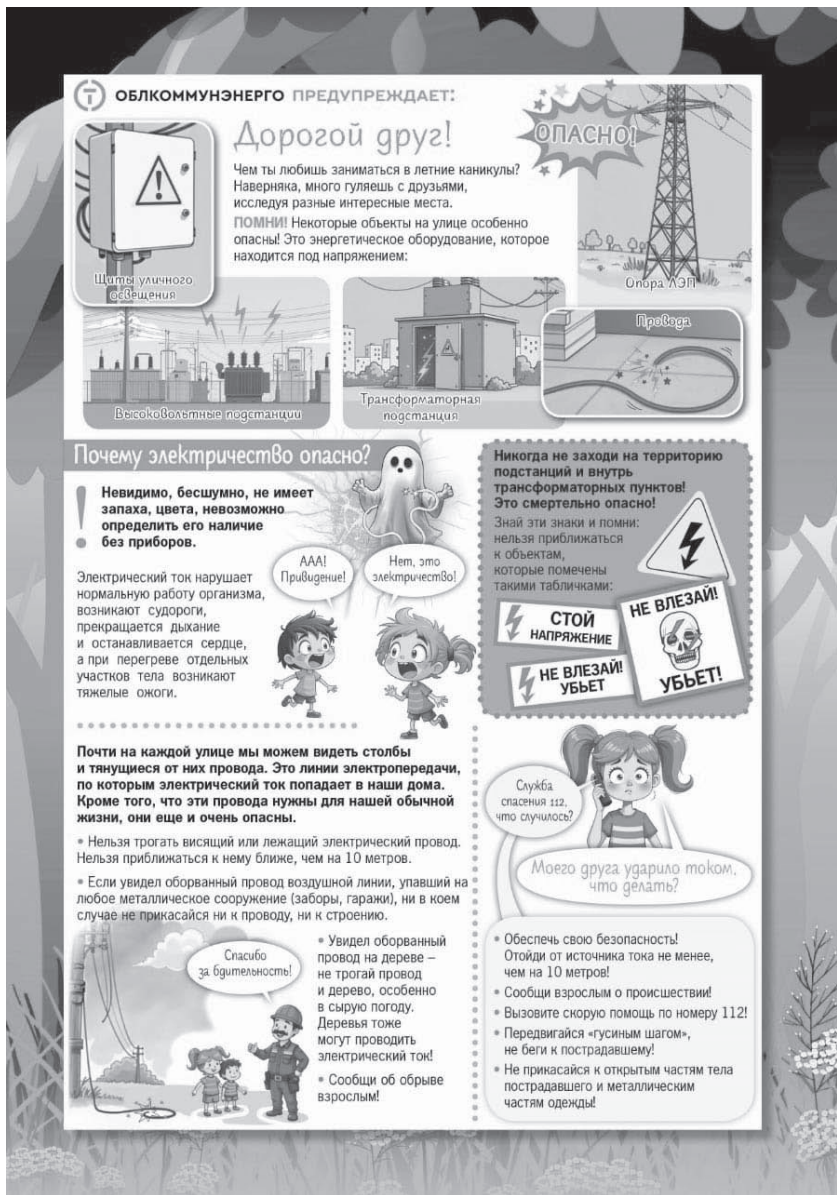 ОБЛКОММУНЭНЕРГО ПРЕДУПРЕЖДАЕТ:
Дорогой друг!
ОПАСНО!
Чем ты любишь заниматься в летние каникулы?
Наверняка, много гуляешь с друзьями,
исследуя разные интересные места.
ПОМНИ! Некоторые объекты на улице особенно
опасны! Это энергетическое оборудование, которое
находится под напряжением:
Щиты уличного
освещения
Опора ЛЭП
Высоковольтные подстанции
Трансформаторная
подстанция
Провода
Почему электричество опасно?
! Невидимо, бесшумно, не имеет
запаха, цвета, невозможно
определить его наличие
без приборов.
Электрический ток нарушает
нормальную работу организма,
возникают судороги,
прекращается дыхание
и останавливается сердце,
а при перегреве отдельных
участков тела возникают
тяжелые ожоги.
ААА!
Привидение!
Нет, это
электричество!
Никогда не заходи на территорию
подстанций и внутрь
трансформаторных пунктов!
Это смертельно опасно!
Знай эти знаки и помни:
нельзя приближаться
к объектам,
которые помечены
такими табличками:
СТОЙ
НАПРЯЖЕНИЕ
НЕ ВЛЕЗАЙ!
УБЬЕТ
НЕ ВЛЕЗАЙ!
УБЬЕТ!
Почти на каждой улице мы можем видеть столбы
и тянущиеся от них провода. Это линии электропередачи,
по которым электрический ток попадает в наши дома.
Кроме того, что эти провода нужны для нашей обычной
жизни, они еще и очень опасны.
• Нельзя трогать висящий или лежащий электрический провод.
Нельзя приближаться к нему ближе, чем на 10 метров.
• Если увидел оборванный провод воздушной линии, упавший на
любое металлическое сооружение (заборы, гаражи), ни в коем
случае не прикасайся ни к проводу, ни к строению.
Спасибо
за бдительность!
• Увидел оборванный
провод на дереве –
не трогай провод
и дерево, особенно
в сырую погоду.
Деревья тоже
могут проводить
электрический ток!
• Сообщи об обрыве
взрослым!
Служба
спасения 112,
что случилось?
Моего друга ударило током,
что делать?
• Обеспечь свою безопасность!
Отойди от источника тока не менее,
чем на 10 метров!
• Сообщи взрослым о происшествии!
• Вызовите скорую помощь по номеру 112!
• Передвигайся «гусиным шагом»,
не беги к пострадавшему!
• Не прикасайся к открытым частям тела
пострадавшего и металлическим
частям одежды!